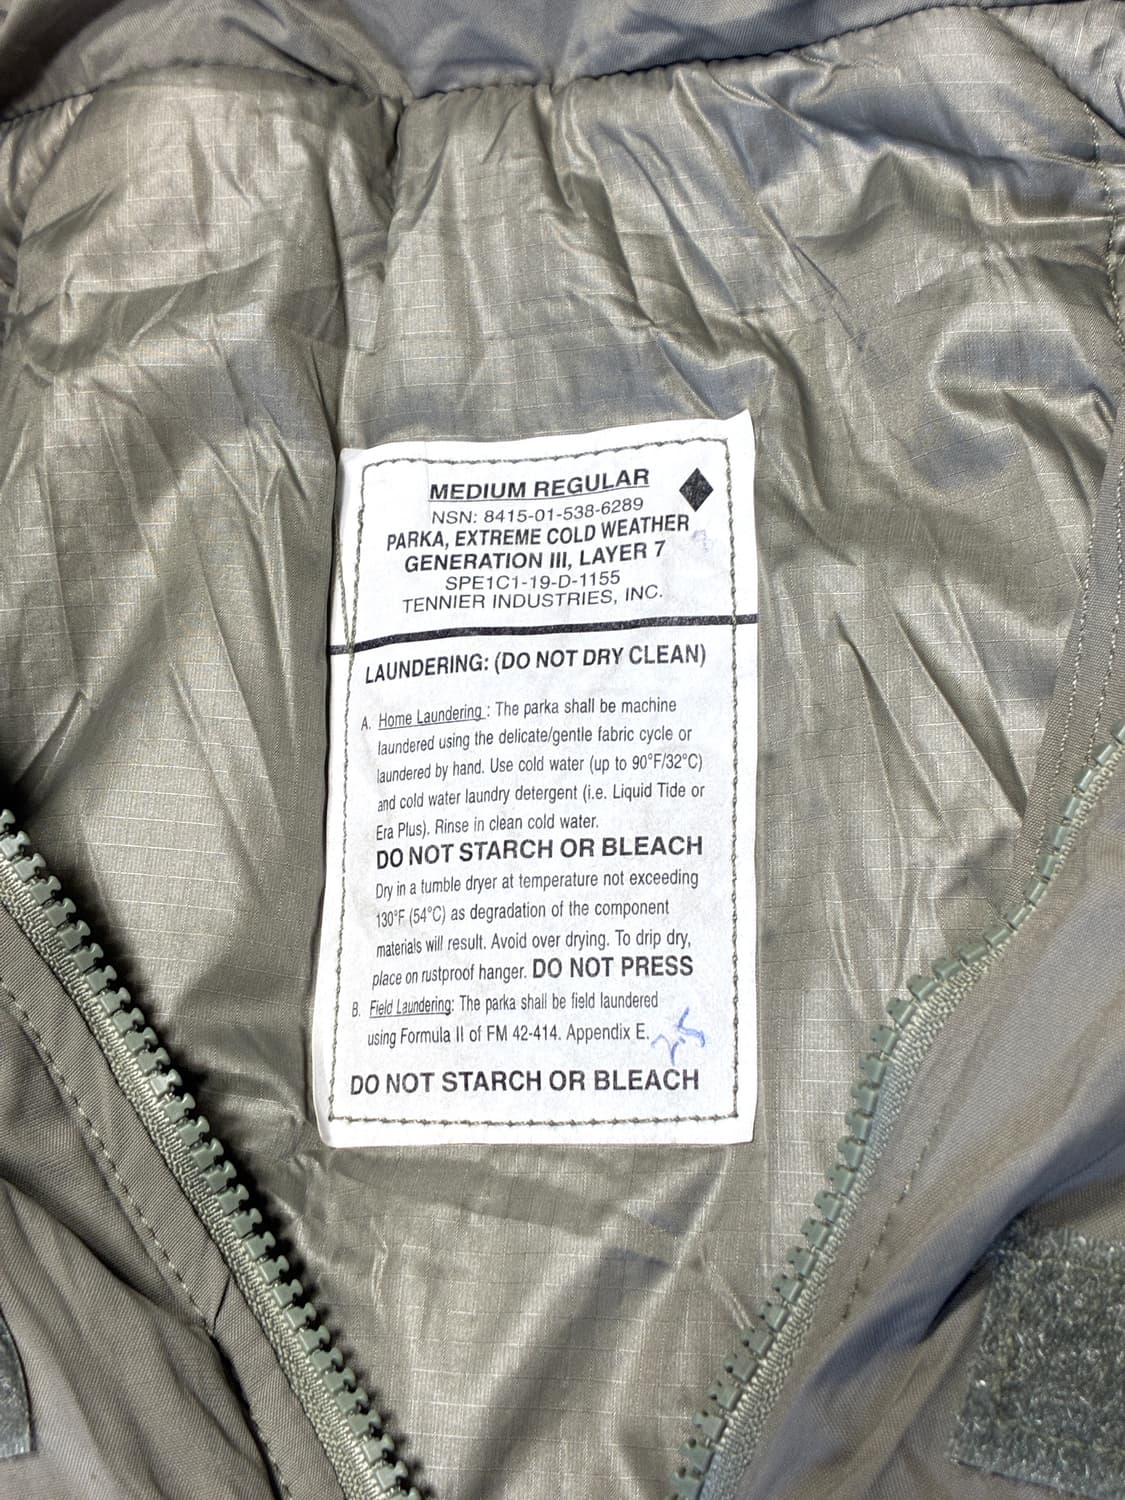 MEDIUM REGULAR
NSN: 8415-01-538-6289
PARKA, EXTREME COLD WEATHER
GENERATION III, LAYER 7
SPE1C1-19-D-1155
TENNIER INDUSTRIES, INC.
LAUNDERING: (DO NOT DRY CLEAN)
A. Home Laundering : The parka shall be machine
laundered using the delicate/gentle fabric cycle or
laundered by hand. Use cold water (up to 90°F/32°C)
and cold water laundry detergent (i.e. Liquid Tide or
Era Plus). Rinse in clean cold water.
DO NOT STARCH OR BLEACH
Dry in a tumble dryer at temperature not exceeding
130°F (54°C) as degradation of the component
materials will result. Avoid over drying. To drip dry,
place on rustproof hanger. DO NOT PRESS
B. Field Laundering: The parka shall be field laundered
using Formula II of FM 42-414. Appendix E.
DO NOT STARCH OR BLEACH